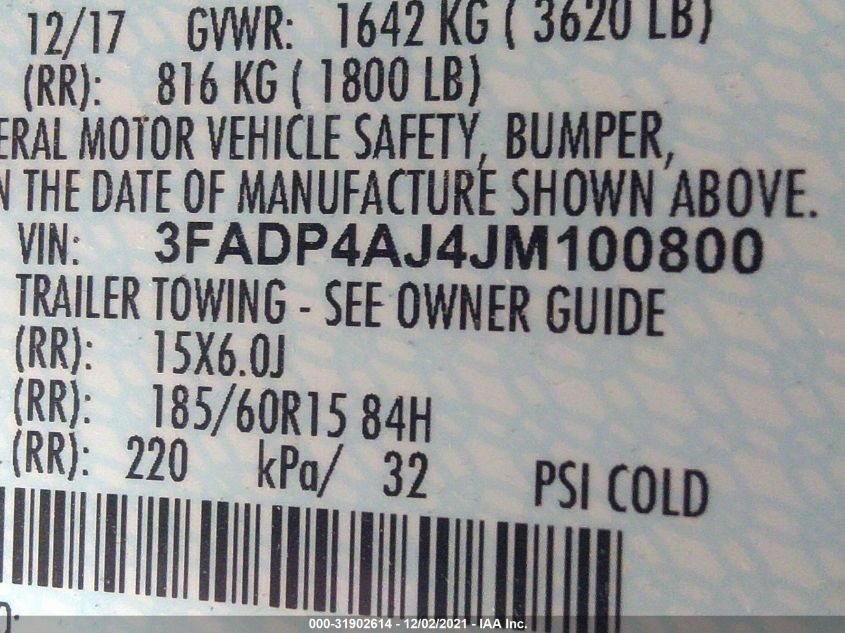 12/17 GVWR: 1642 KG ( 3620 LB)
(RR): 816 KG ( 1800 LB)
ERAL MOTOR VEHICLE SAFETY, BUMPER,
N THE DATE OF MANUFACTURE SHOWN ABOVE.
VIN: 3FADP4AJ4JM100800
TRAILER TOWING - SEE OWNER GUIDE
(RR): 15X6.0J
(RR): 185/60R15 84H
(RR): 220 kPa/ 32 PSI COLD
000-31902614 - 12/02/2021 - IAA Inc.